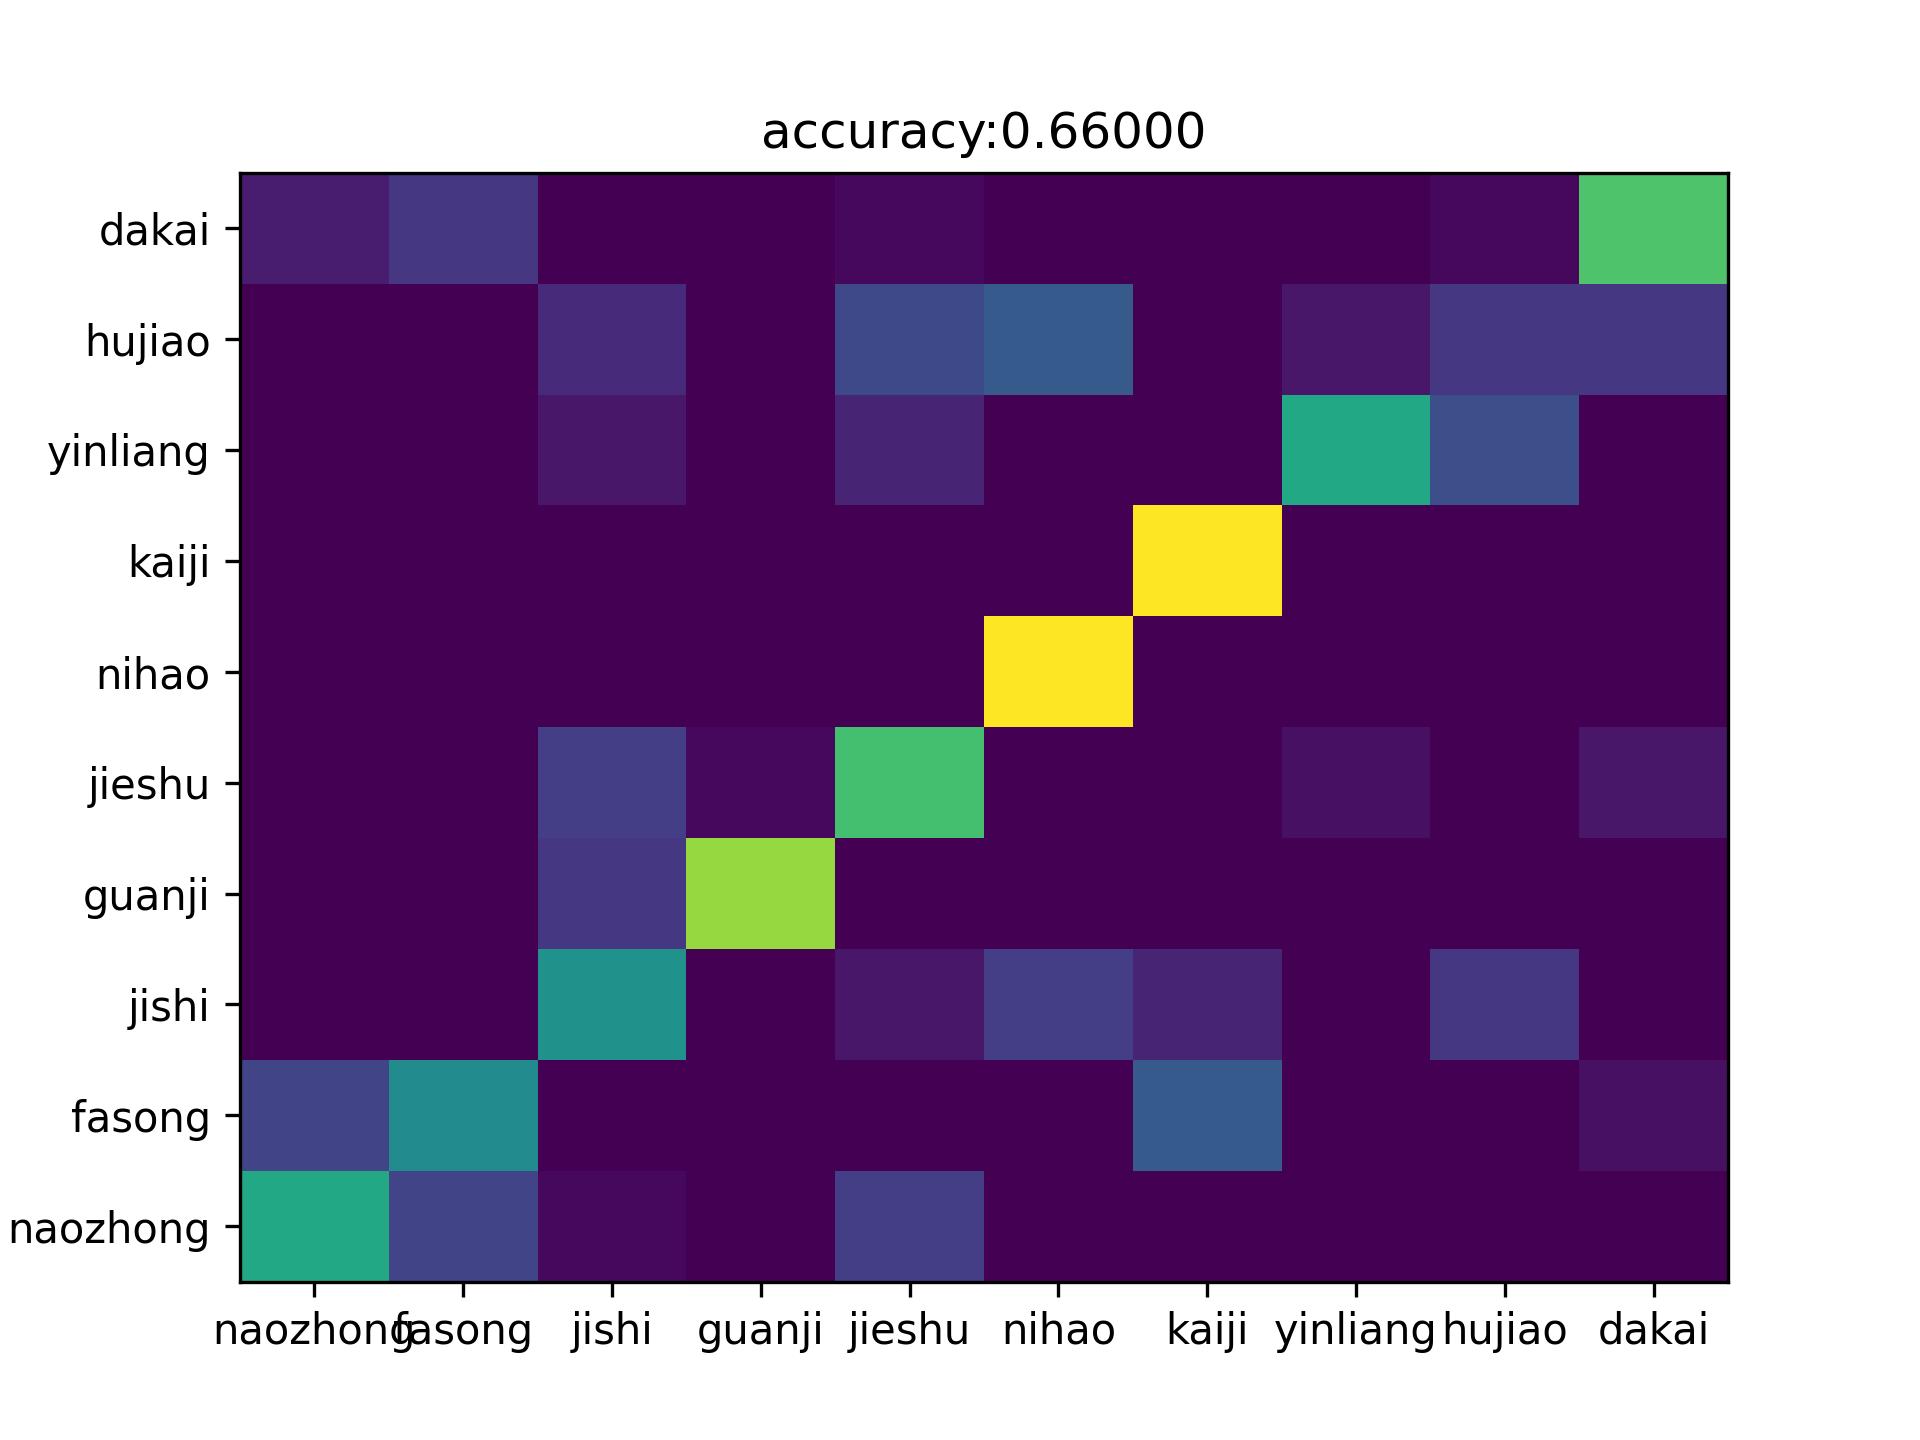 accuracy:0.66000
dakai
hujiao
yinliang
kaiji
nihao
jieshu
guanji
jishi
fasong
naozhong
naozhong fasong jishi guanji jieshu nihao kaiji yinliang hujiao dakai